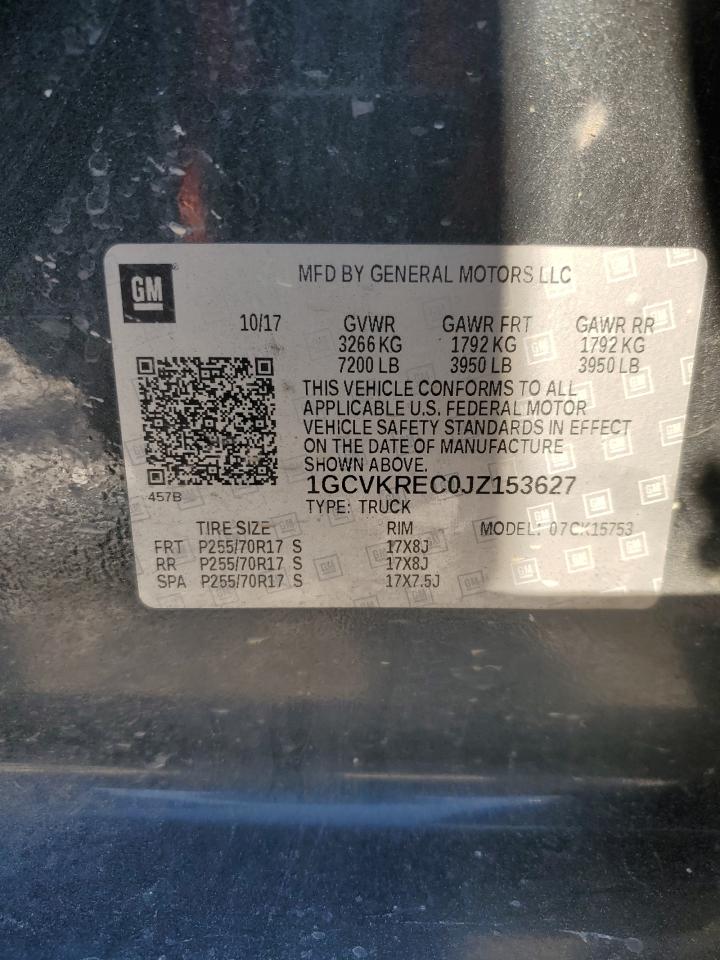 GM
MFD BY GENERAL MOTORS LLC
10/17 GVWR GAWR FRT GAWR RR
3266 KG 1792 KG 1792 KG
7200 LB 3950 LB 3950 LB
THIS VEHICLE CONFORMS TO ALL
APPLICABLE U.S. FEDERAL MOTOR
VEHICLE SAFETY STANDARDS IN EFFECT
ON THE DATE OF MANUFACTURE
SHOWN ABOVE.
457B
1GCVKREC0JZ153627
TYPE: TRUCK
TIRE SIZE RIM MODEL: 07CK15753
FRT P255/70R17 S 17X8J
RR P255/70R17 S 17X8J
SPA P255/70R17 S 17X7.5J